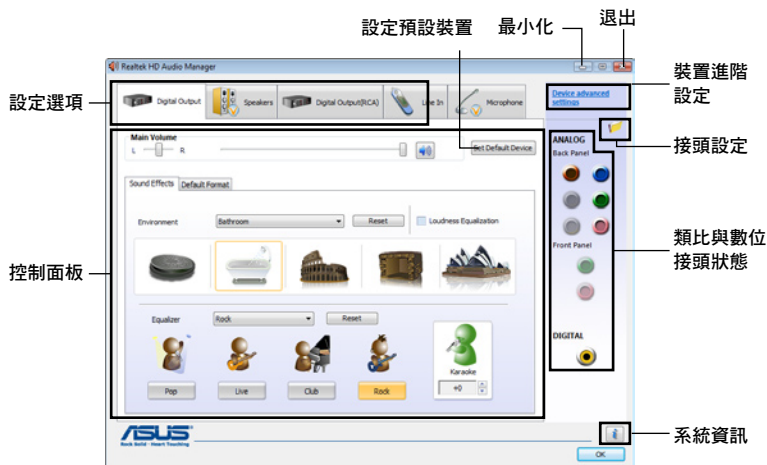 設定預設裝置
最小化
退出
Realtek HD Audio Manager
設定選項
Digital Output
Speakers
Digital Output(RCA)
Line In
Microphone
Device advanced
settings
裝置進階
設定
Main Volume
L
R
Set Default Device
ANALOG
Back Panel
接頭設定
Sound Effects
Default Format
Environment
Bathroom
Reset
Loudness Equalization
Front Panel
類比與數位
接頭狀態
控制面板
Equalizer
Rock
Reset
DIGITAL
Karaoke
Pop
Live
Club
Rock
+0
ASUS
Rock Solid · Heart Touching
系統資訊
OK